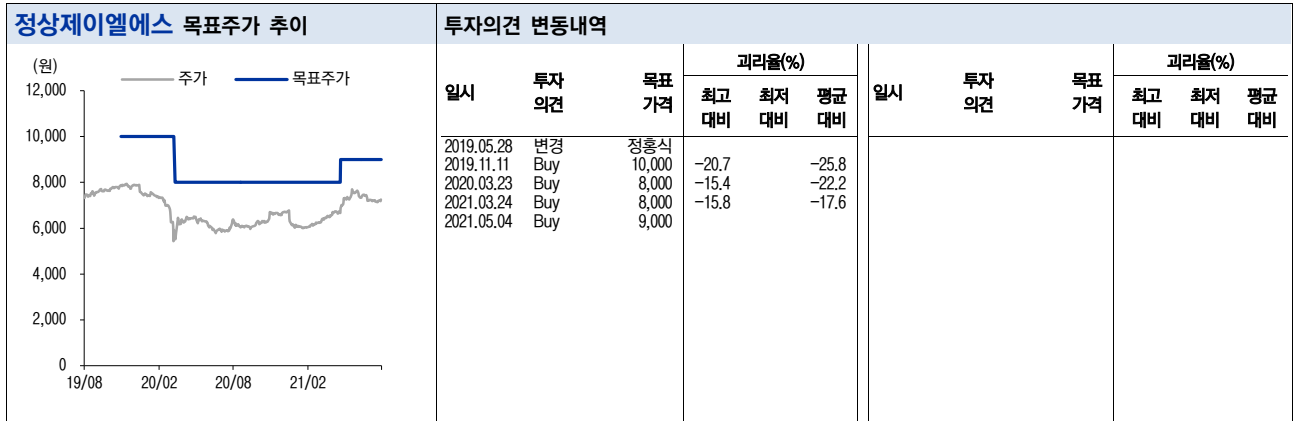 정상제이엘에스 목표주가 추이
(원)
주가 목표주가
12,000
10,000
8,000
6,000
4,000
2,000
0
19/08 20/02 20/08 21/02
투자의견 변동내역
일시 투자의견 목표가격 괴리율(%)
최고대비 최저대비 평균대비
2019.05.28 변경 정홍식
2019.11.11 Buy 10,000 -20.7 -25.8
2020.03.23 Buy 8,000 -15.4 -22.2
2021.03.24 Buy 8,000 -15.8 -17.6
2021.05.04 Buy 9,000
일시 투자의견 목표가격 괴리율(%)
최고대비 최저대비 평균대비